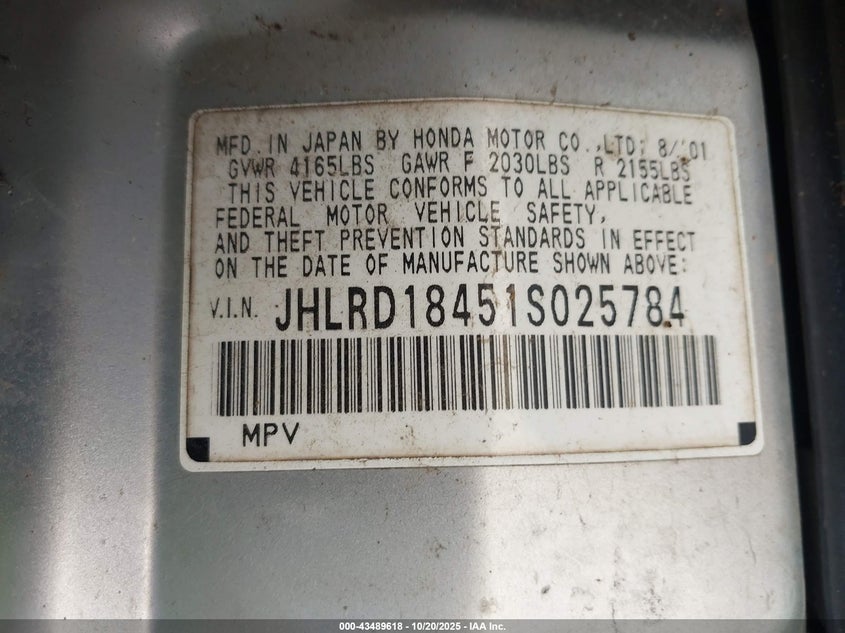 MFD. IN JAPAN BY HONDA MOTOR CO.,LTD; 8/'01
GVWR 4165LBS GAWR F 2030LBS R 2155LBS
THIS VEHICLE CONFORMS TO ALL APPLICABLE
FEDERAL MOTOR VEHICLE SAFETY,
AND THEFT PREVENTION STANDARDS IN EFFECT
ON THE DATE OF MANUFACTURE SHOWN ABOVE:
V.I.N. JHLRD18451S025784
MPV
000-43489618 - 10/20/2025 - IAA Inc.